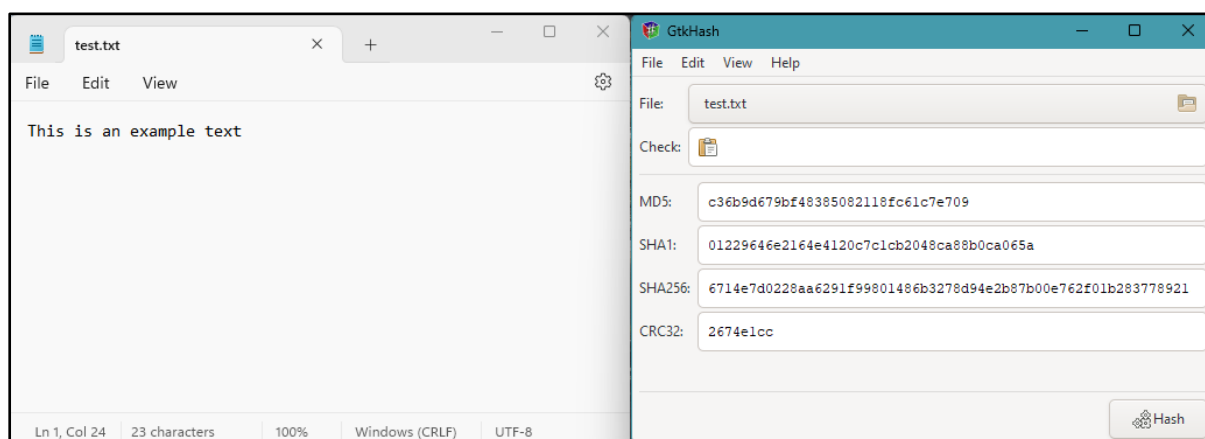 test.txt
File Edit View
This is an example text
Ln 1, Col 24 23 characters 100% Windows (CRLF) UTF-8
GtkHash
File Edit View Help
File: test.txt
Check:
MD5: c36b9d679bf48385082118fc61c7e709
SHA1: 01229646e2164e4120c7c1cb2048ca88b0ca065a
SHA256: 6714e7d0228aa6291f99801486b3278d94e2b87b00e762f01b283778921
CRC32: 2674e1cc
Hash